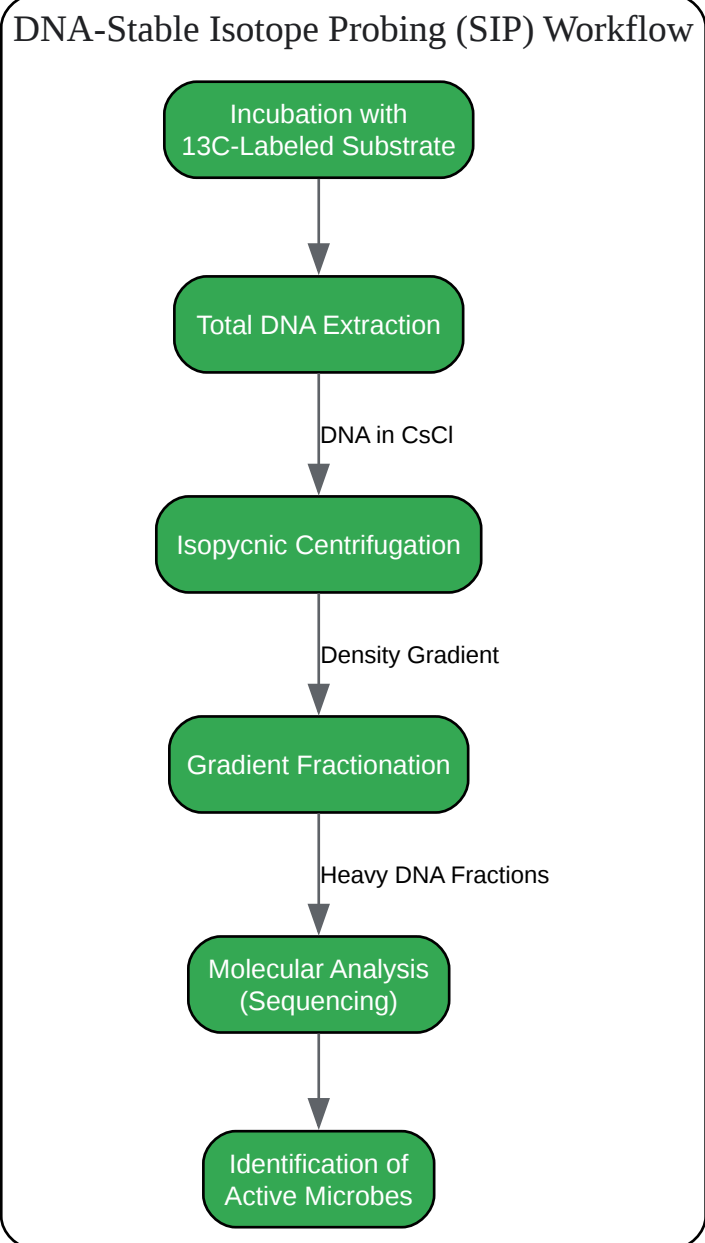 DNA-Stable Isotope Probing (SIP) Workflow
Incubation with
13C-Labeled Substrate
Total DNA Extraction
DNA in CsCl
Isopycnic Centrifugation
Density Gradient
Gradient Fractionation
Heavy DNA Fractions
Molecular Analysis
(Sequencing)
Identification of
Active Microbes